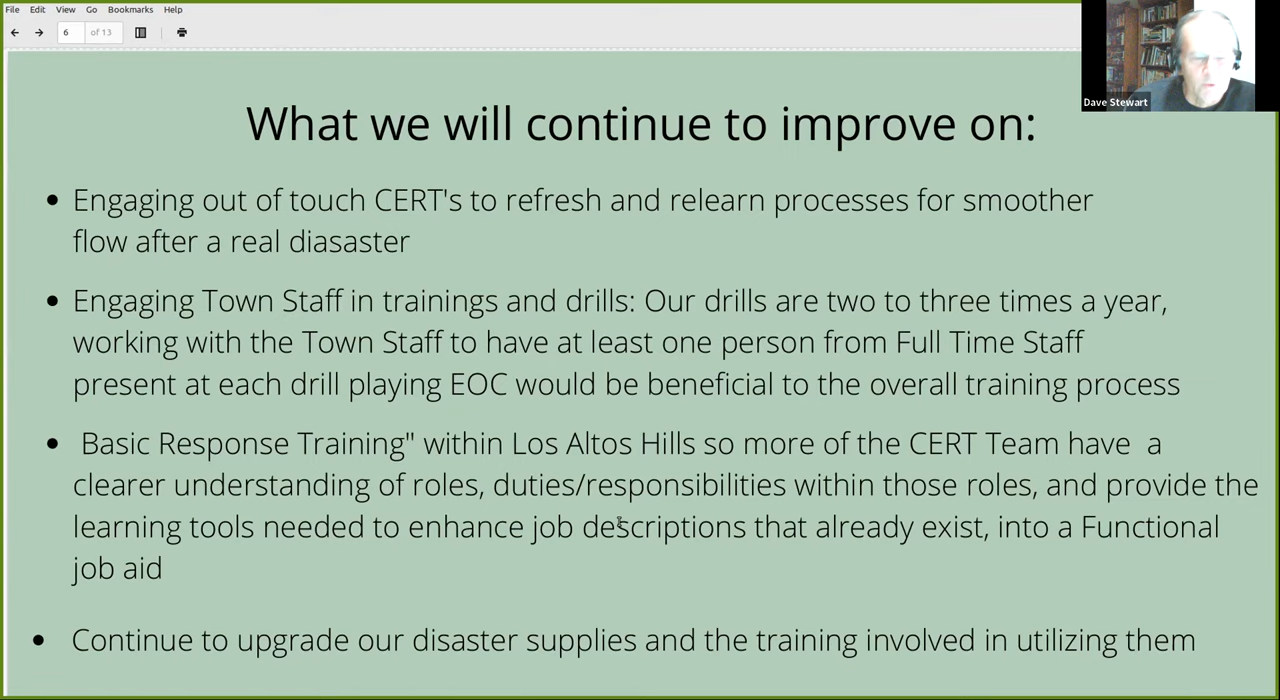 File Edit View Go Bookmarks Help
6 of 13
Dave Stewart
What we will continue to improve on:
• Engaging out of touch CERT's to refresh and relearn processes for smoother
flow after a real diasaster
• Engaging Town Staff in trainings and drills: Our drills are two to three times a year,
working with the Town Staff to have at least one person from Full Time Staff
present at each drill playing EOC would be beneficial to the overall training process
• Basic Response Training" within Los Altos Hills so more of the CERT Team have a
clearer understanding of roles, duties/responsibilities within those roles, and provide the
learning tools needed to enhance job descriptions that already exist, into a Functional
job aid
• Continue to upgrade our disaster supplies and the training involved in utilizing them